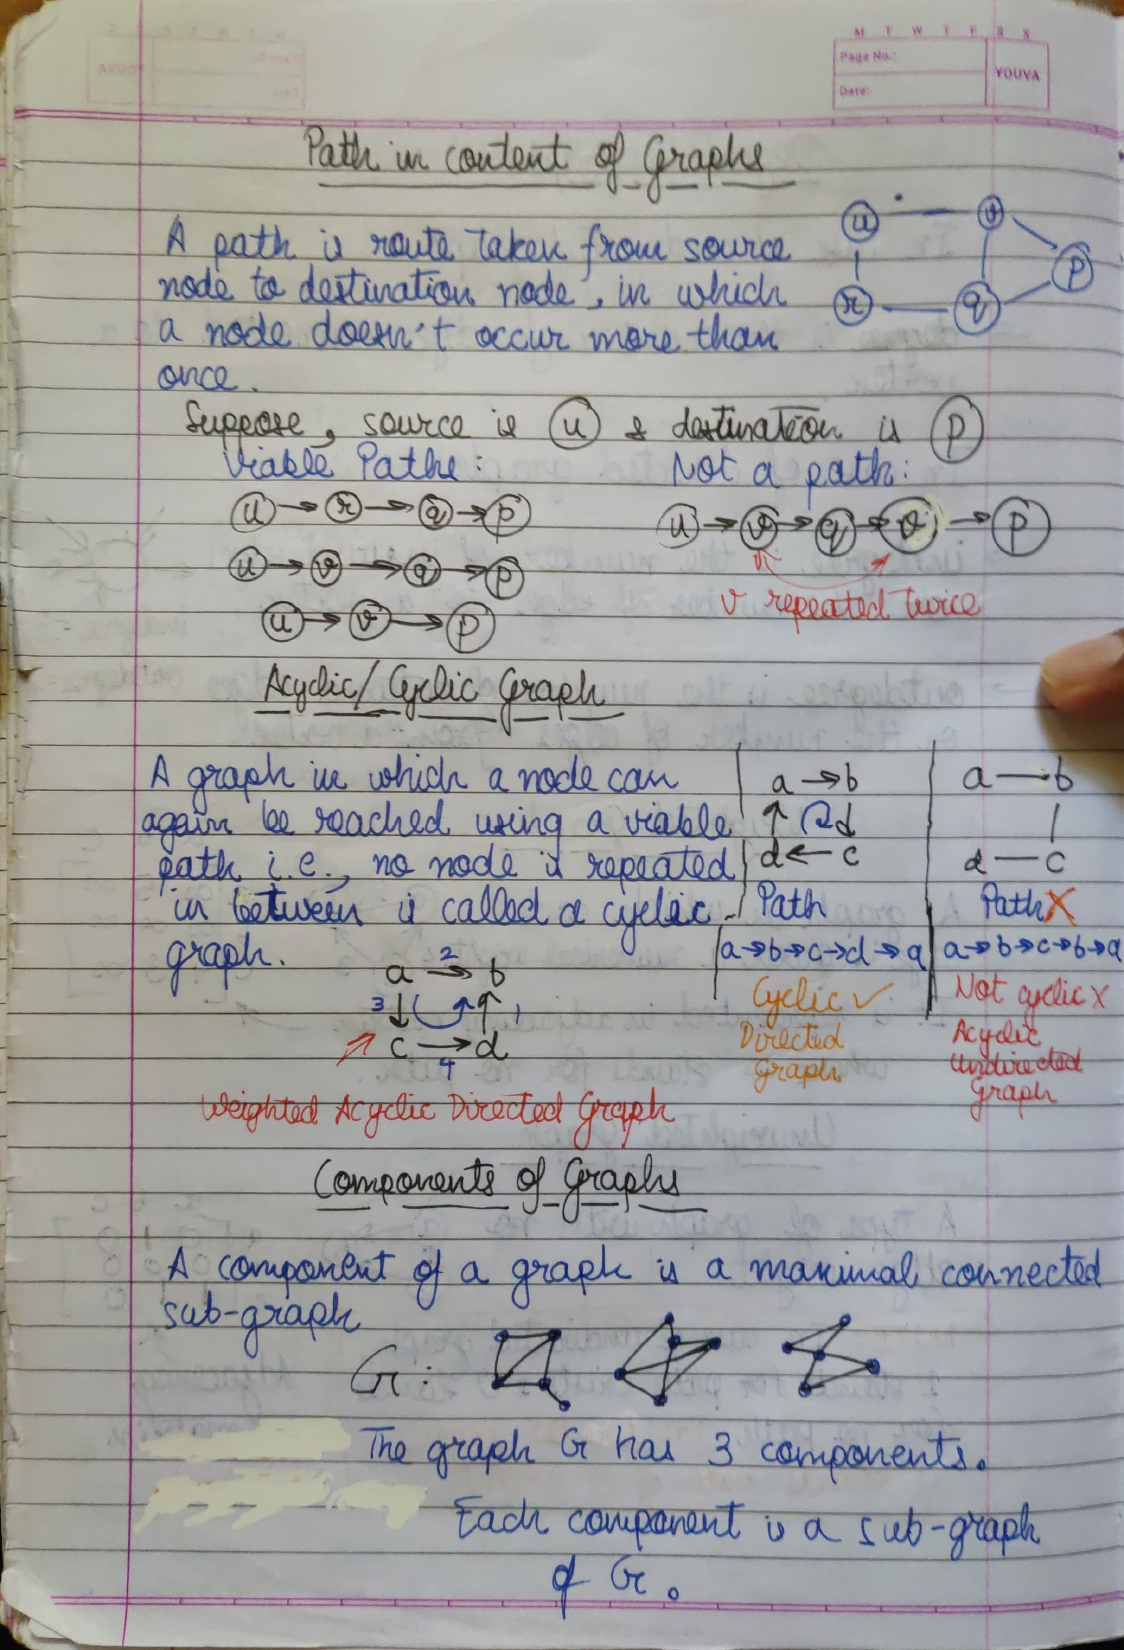 M T W T F S S
Page No.:
YOUVA
Date:
Path in content of Graphs
A path is route taken from source
node to destination node, in which
a node doesn't occur more than
once.
u v
p
r q
Suppose, source is u & destination is p
Viable Paths:
u → r → q → p
u → v → q → p
u → v → p
Not a path:
u → v → q → v → p
v repeated twice
Acyclic/Cyclic Graph
A graph in which a node can
again be reached using a viable
path i.e., no node is repeated
in between is called a cyclic
graph.
a → b
↑ d
d ← c
Path
a→b→c→d→a
Cyclic ✓
Directed
Graph
a — b
|
d — c
Path X
a→b→c→b→a
Not cyclic X
Acyclic
Undirected
Graph
2
a → b
3 ↓ ↑ 1
c → d
4
Weighted Acyclic Directed Graph
Components of Graphs
A component of a graph is a maximal connected
sub-graph
G:
The graph G has 3 components.
Each component is a sub-graph
of G.